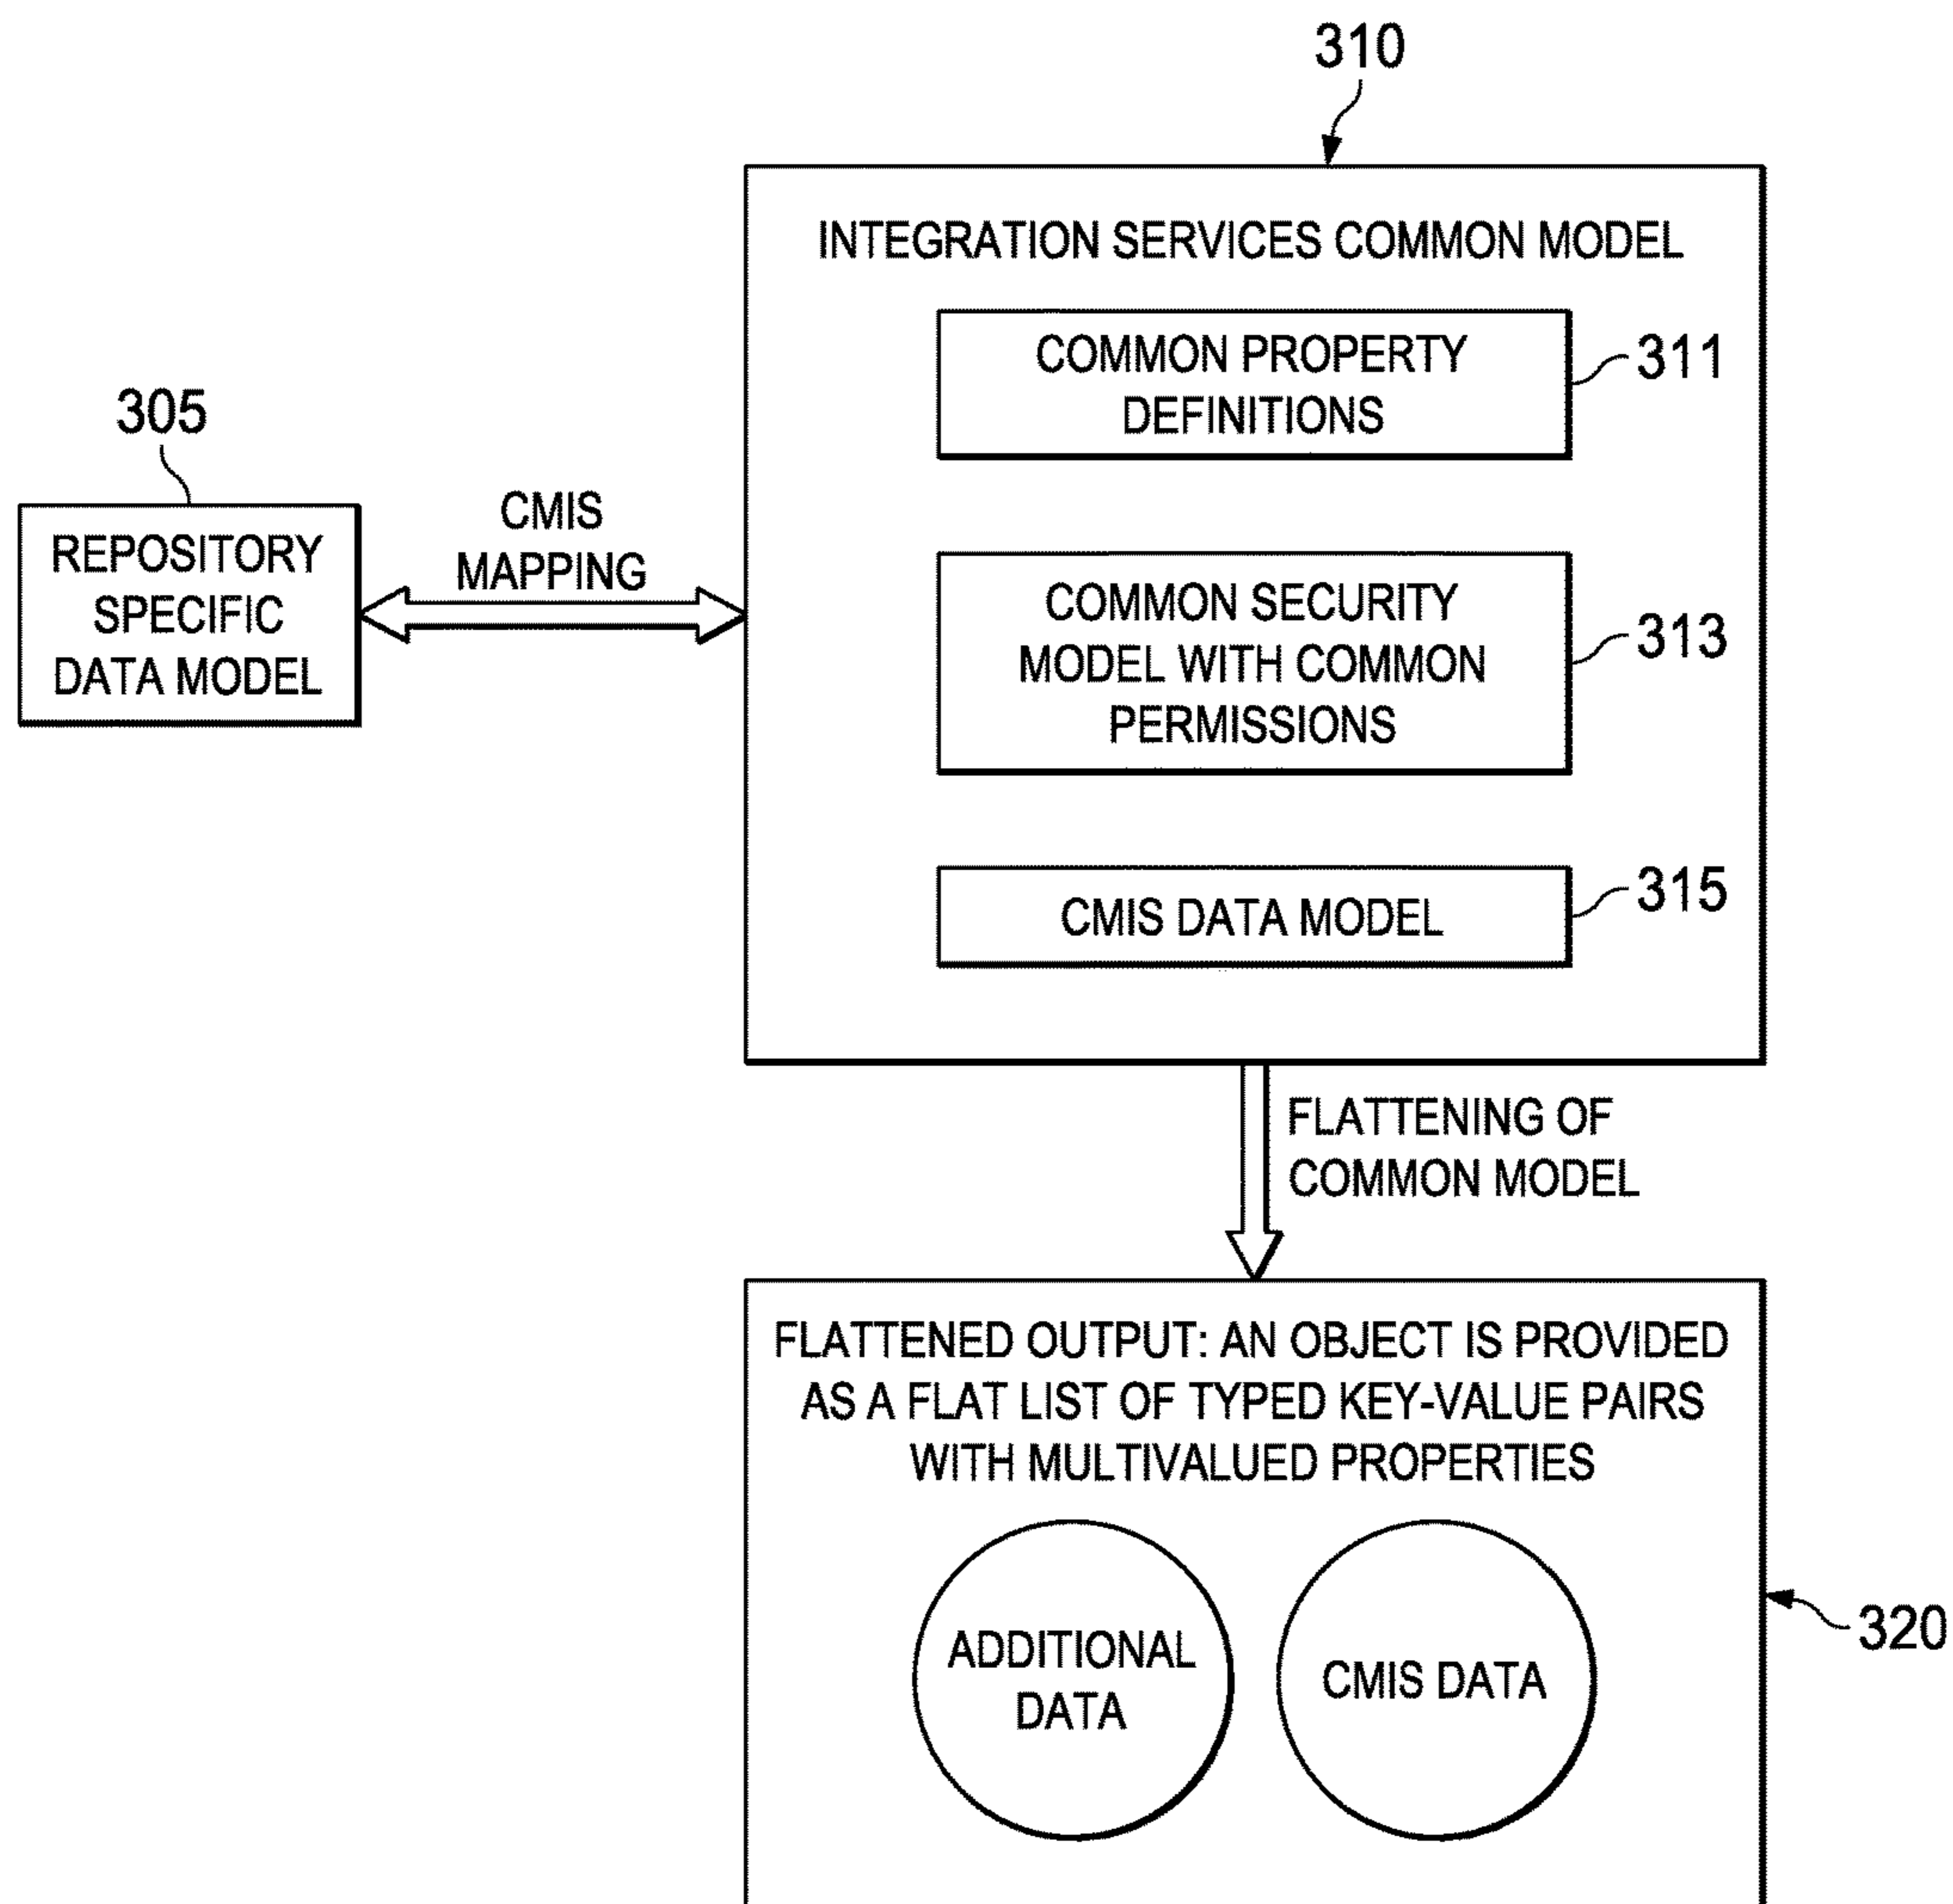 310
INTEGRATION SERVICES COMMON MODEL
COMMON PROPERTY
DEFINITIONS
311
305
REPOSITORY
SPECIFIC
DATA MODEL
CMIS
MAPPING
COMMON SECURITY
MODEL WITH COMMON
PERMISSIONS
313
CMIS DATA MODEL
315
FLATTENING OF
COMMON MODEL
FLATTENED OUTPUT: AN OBJECT IS PROVIDED
AS A FLAT LIST OF TYPED KEY-VALUE PAIRS
WITH MULTIVALUED PROPERTIES
ADDITIONAL
DATA
CMIS DATA
320